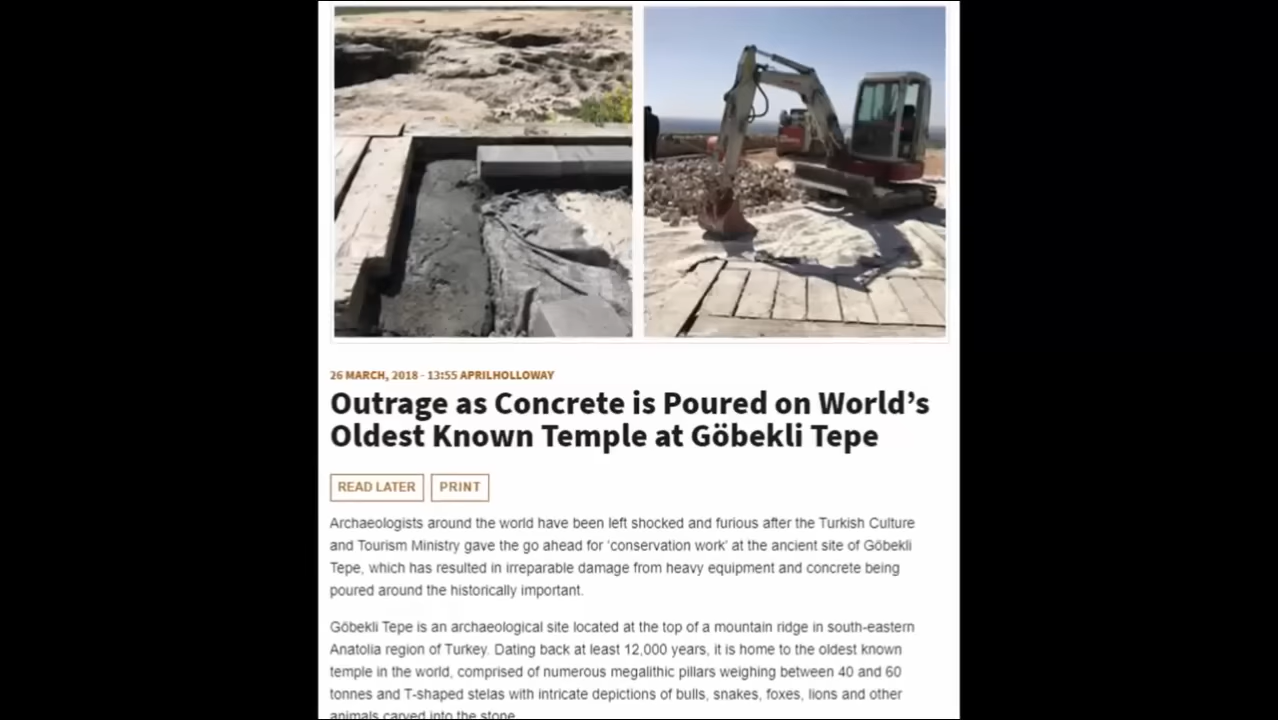 26 MARCH, 2018 - 13:55 APRILHOLLOWAY
Outrage as Concrete is Poured on World’s
Oldest Known Temple at Göbekli Tepe
READ LATER PRINT
Archaeologists around the world have been left shocked and furious after the Turkish Culture
and Tourism Ministry gave the go ahead for ‘conservation work’ at the ancient site of Göbekli
Tepe, which has resulted in irreparable damage from heavy equipment and concrete being
poured around the historically important.
Göbekli Tepe is an archaeological site located at the top of a mountain ridge in south-eastern
Anatolia region of Turkey. Dating back at least 12,000 years, it is home to the oldest known
temple in the world, comprised of numerous megalithic pillars weighing between 40 and 60
tonnes and T-shaped stelas with intricate depictions of bulls, snakes, foxes, lions and other
animals carved into the stone.